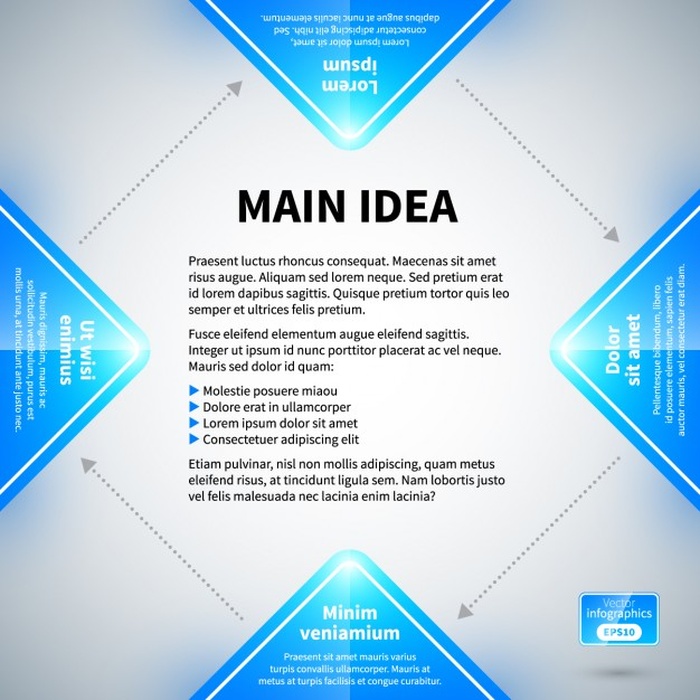 Lorem
ipsum
Lorem ipsum dolor sit amet,
consectetur adipiscing elit nibh. Sed
dapibus at augue at nunc iaculis elementum.
MAIN IDEA
Praesent luctus rhoncus consequat. Maecenas sit amet
risus augue. Aliquam sed lorem neque. Sed pretium erat
id lorem dapibus sagittis. Quisque pretium tortor quis leo
semper et ultrices felis pretium.
Fusce eleifend elementum augue eleifend sagittis.
Integer ut ipsum id nunc porttitor placerat ac vel neque.
Mauris sed dolor id quam:
Molestie posuere miaou
Dolore erat in ullamcorper
Lorem ipsum dolor sit amet
Consectetuer adipiscing elit
Etiam pulvinar, nisl non mollis adipiscing, quam metus
eleifend risus, at tincidunt ligula sem. Nam lobortis justo
vel felis malesuada nec lacinia enim lacinia?
Ut wisi
enimius
Mauris dignissim, mauris ac
sollicitudin vestibulum, purus est
mollis urna, at tincidunt ante justo nec.
Dolor
sit amet
Pellentesque bibendum, libero
id posuere elementum, sapien felis
auctor mauris, vel consectetur erat diam.
Minim
veniamium
Praesent sit amet mauris varius
turpis convallis ullamcorper. Mauris at
metus at turpis facilisis et congue curabitur.
Vector
infographics
EPS10